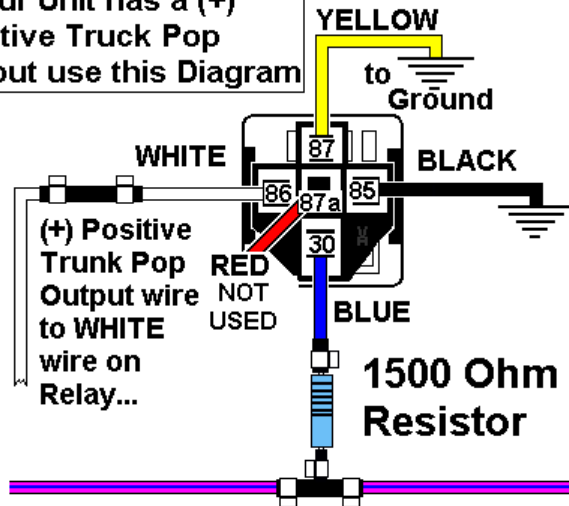 Unit has a (+)
tive Truck Pop
out use this Diagram
YELLOW
to
Ground
87
WHITE
BLACK
86
85
87a
30
(+) Positive
Trunk Pop
Output wire
to WHITE
wire on
Relay...
RED
NOT
USED
BLUE
1500 Ohm
Resistor